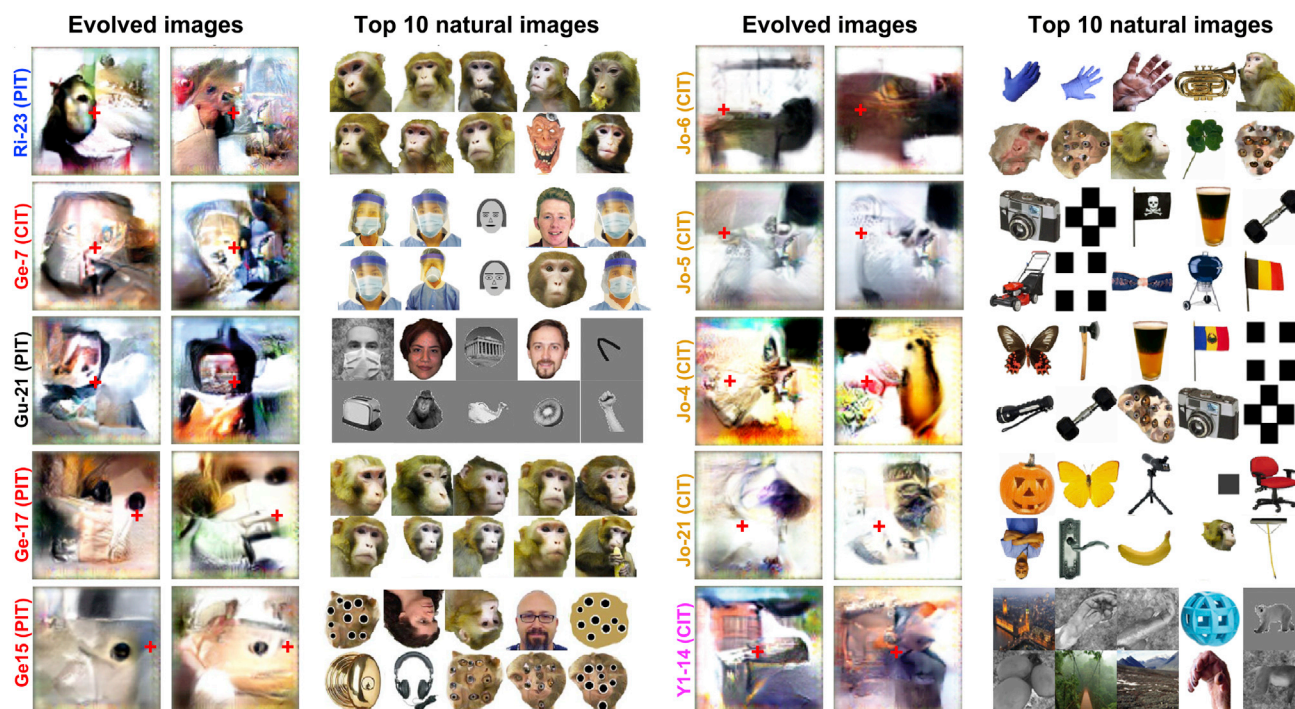 Evolved images
Top 10 natural images
Evolved images
Top 10 natural images
Ri-23 (PIT)
Ge-7 (CIT)
Gu-21 (PIT)
Ge-17 (PIT)
Ge15 (PIT)
Jo-6 (CIT)
Jo-5 (CIT)
Jo-4 (CIT)
Jo-21 (CIT)
Y1-14 (CIT)